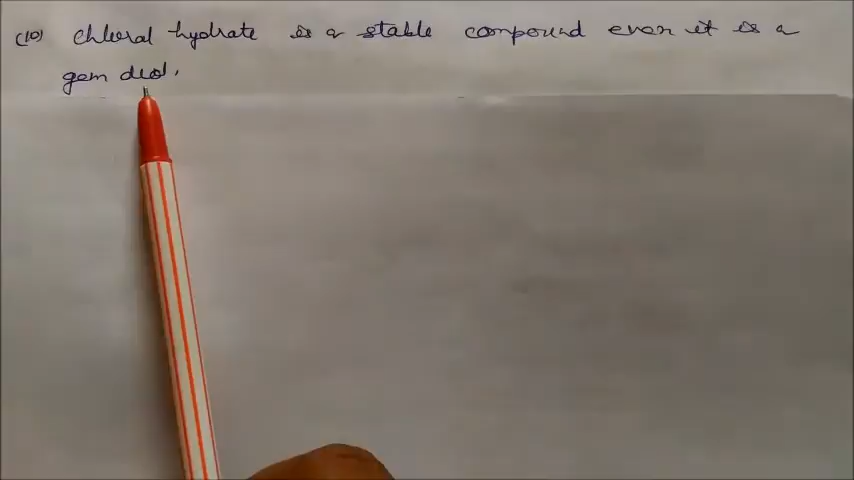 (10) chloral hydrate is a stable compound even it is a
gem diol.